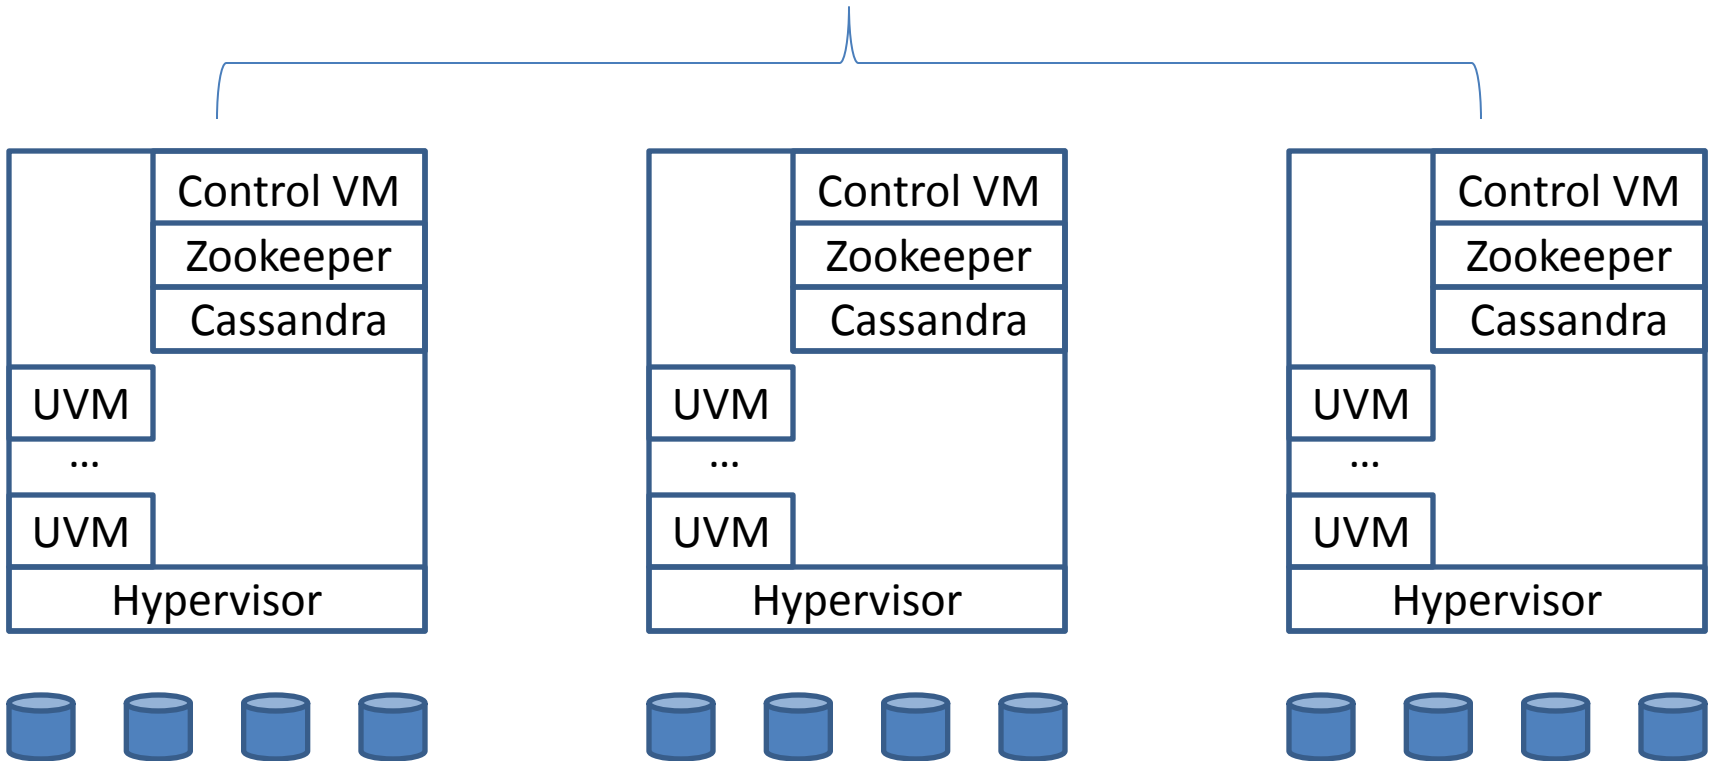 Control VM
Zookeeper
Cassandra
UVM
...
UVM
Hypervisor
Control VM
Zookeeper
Cassandra
UVM
...
UVM
Hypervisor
Control VM
Zookeeper
Cassandra
UVM
...
UVM
Hypervisor